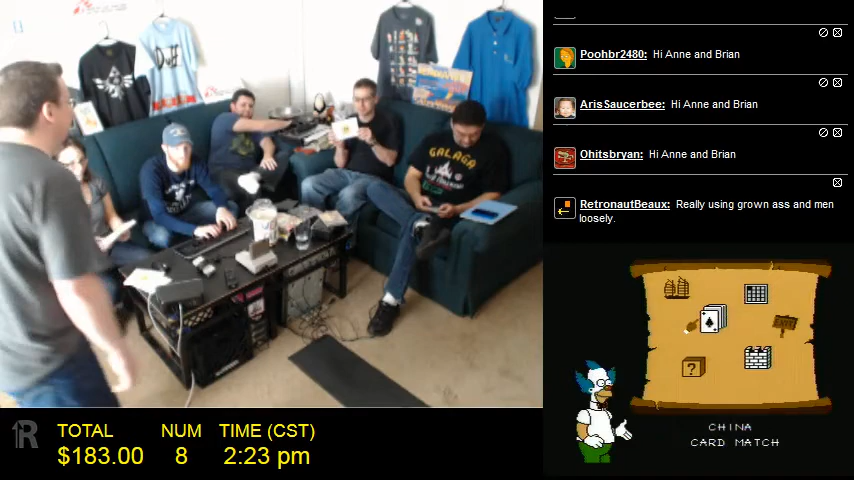 Duff
GALAGA
Poohbr2480: Hi Anne and Brian
ArisSaucerbee: Hi Anne and Brian
Ohitsbryan: Hi Anne and Brian
RetronautBeaux: Really using grown ass and men
loosely.
?
CHINA
CARD MATCH
R
TOTAL NUM TIME (CST)
$183.00 8 2:23 pm